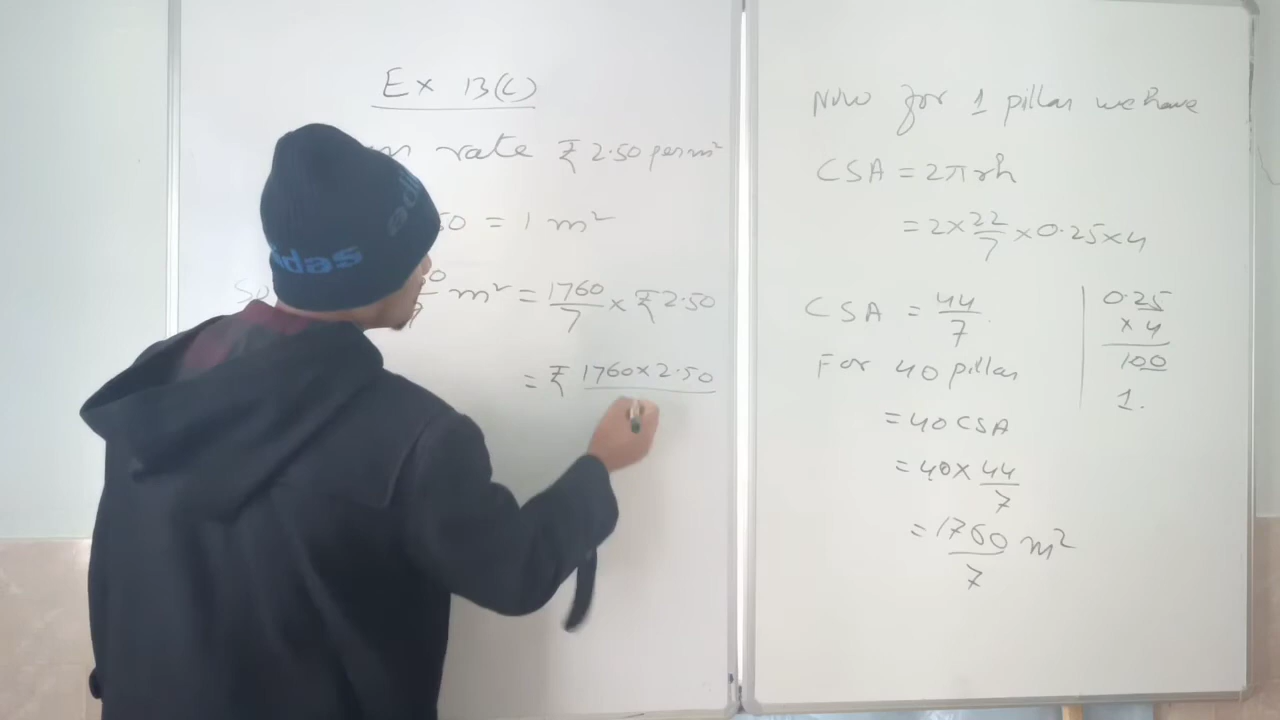 Ex 13(C)
rate ₹ 2.50 per m²
50 = 1 m²
So m² = 1760/7 × ₹ 2.50
= ₹ 1760 × 2.50
adidas
Now for 1 pillar we have
CSA = 2πrh
= 2 × 22/7 × 0.25 × 4
CSA = 44/7
For 40 pillar
= 40 CSA
= 40 × 44/7
= 1760/7 m²
0.25
× 4
100
1.